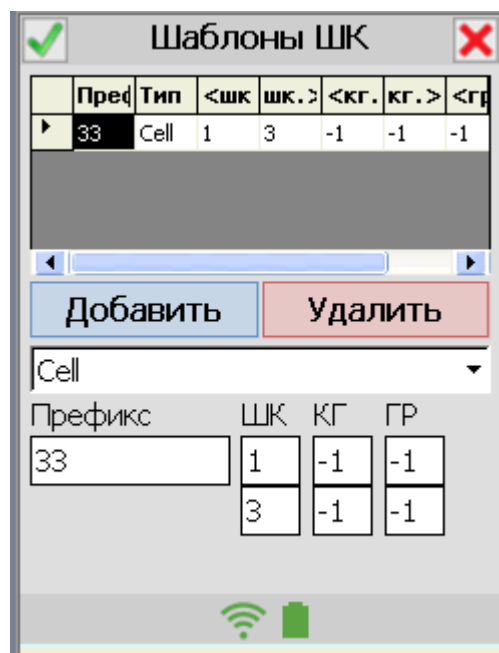 Шаблоны ШК
Преф Тип <шк шк.> <кг. кг.> <гр
33 Cell 1 3 -1 -1 -1
Добавить Удалить
Cell
Префикс ШК КГ ГР
33 1 -1 -1
3 -1 -1